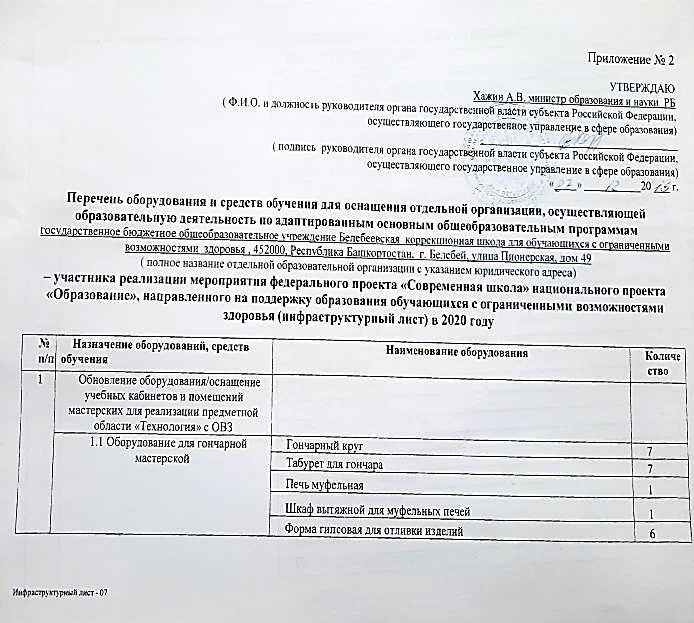 Приложение № 2
УТВЕРЖДАЮ
Хажин А.В. министр образования и науки РБ
( Ф.И.О. и должность руководителя органа государственной власти субъекта Российской Федерации,
осуществляющего государственное управление в сфере образования)
( подпись руководителя органа государственной власти субъекта Российской Федерации,
осуществляющего государственное управление в сфере образования)
« » 12 20 г.
Перечень оборудования и средств обучения для оснащения отдельной организации, осуществляющей
образовательную деятельность по адаптированным основным общеобразовательным программам
государственное бюджетное общеобразовательное учреждение Белебеевская коррекционная школа для обучающихся с ограниченными
возможностями здоровья , 452000, Республика Башкортостан. г. Белебей, улица Пионерская, дом 49
( полное название отдельной образовательной организации с указанием юридического адреса)
– участника реализации мероприятия федерального проекта «Современная школа» национального проекта
«Образование», направленного на поддержку образования обучающихся с ограниченными возможностями
здоровья (инфраструктурный лист) в 2020 году
№ п/п Назначение оборудований, средств обучения Наименование оборудования Количе ство
1 Обновление оборудования/оснащение
учебных кабинетов и помещений
мастерских для реализации предметной
области «Технология» с ОВЗ
1.1 Оборудование для гончарной
мастерской
Гончарный круг 7
Табурет для гончара 7
Печь муфельная 1
Шкаф вытяжной для муфельных печей 1
Форма гипсовая для отливки изделий 6
Инфраструктурный лист - 07